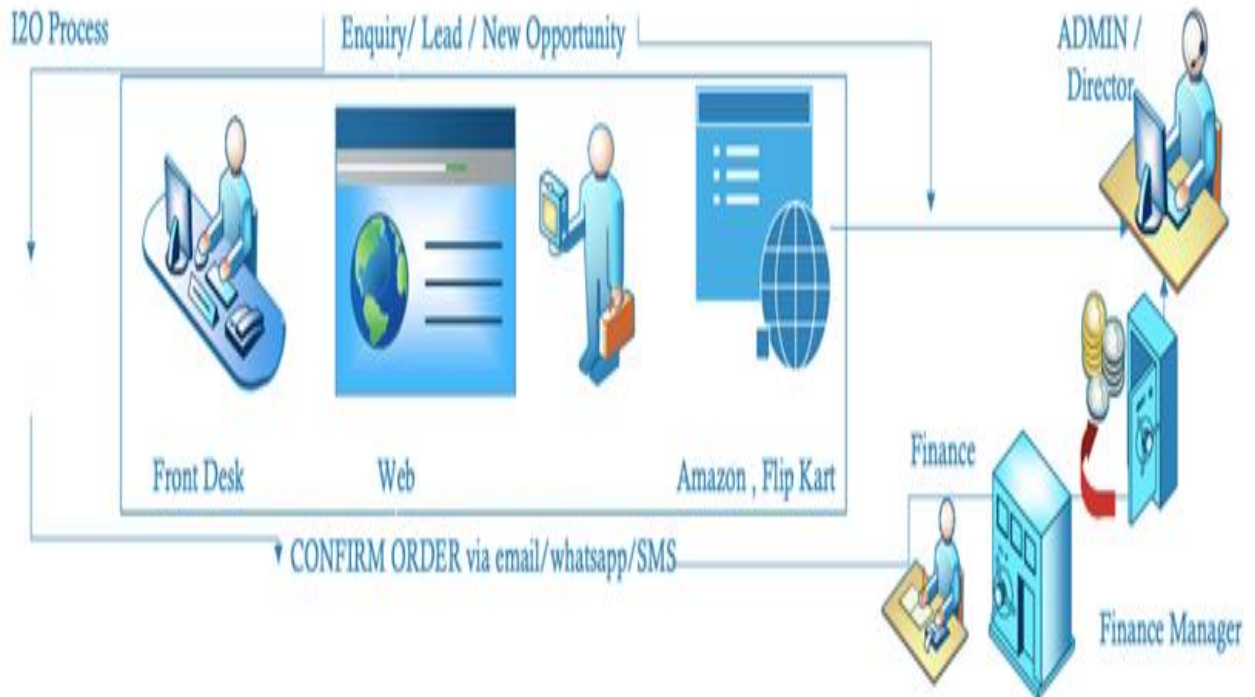 I2O Process
Enquiry/ Lead / New Opportunity
ADMIN /
Director
Front Desk
Web
Amazon , Flip Kart
Finance
CONFIRM ORDER via email/whatsapp/SMS
Finance Manager